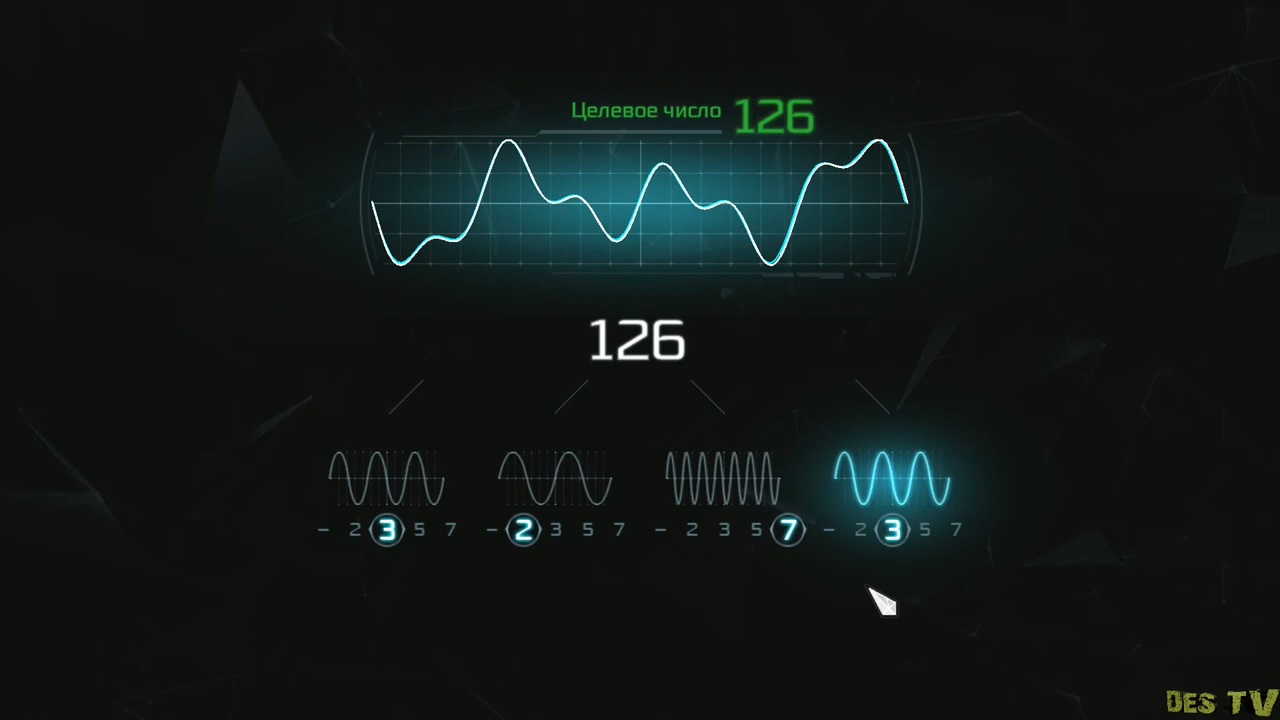 Целевое число 126
126
– 2 3 5 7 – 2 3 5 7 – 2 3 5 7 – 2 3 5 7
DES TV